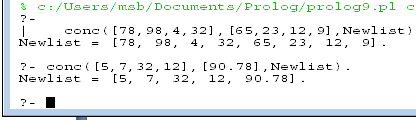 % c:/Users/msb/Documents/Prolog/prolog9.pl c
?-
|    conc([78,98,4,32],[65,23,12,9],Newlist)
Newlist = [78, 98, 4, 32, 65, 23, 12, 9].
?- conc([5,7,32,12],[90.78],Newlist).
Newlist = [5, 7, 32, 12, 90.78].
?-